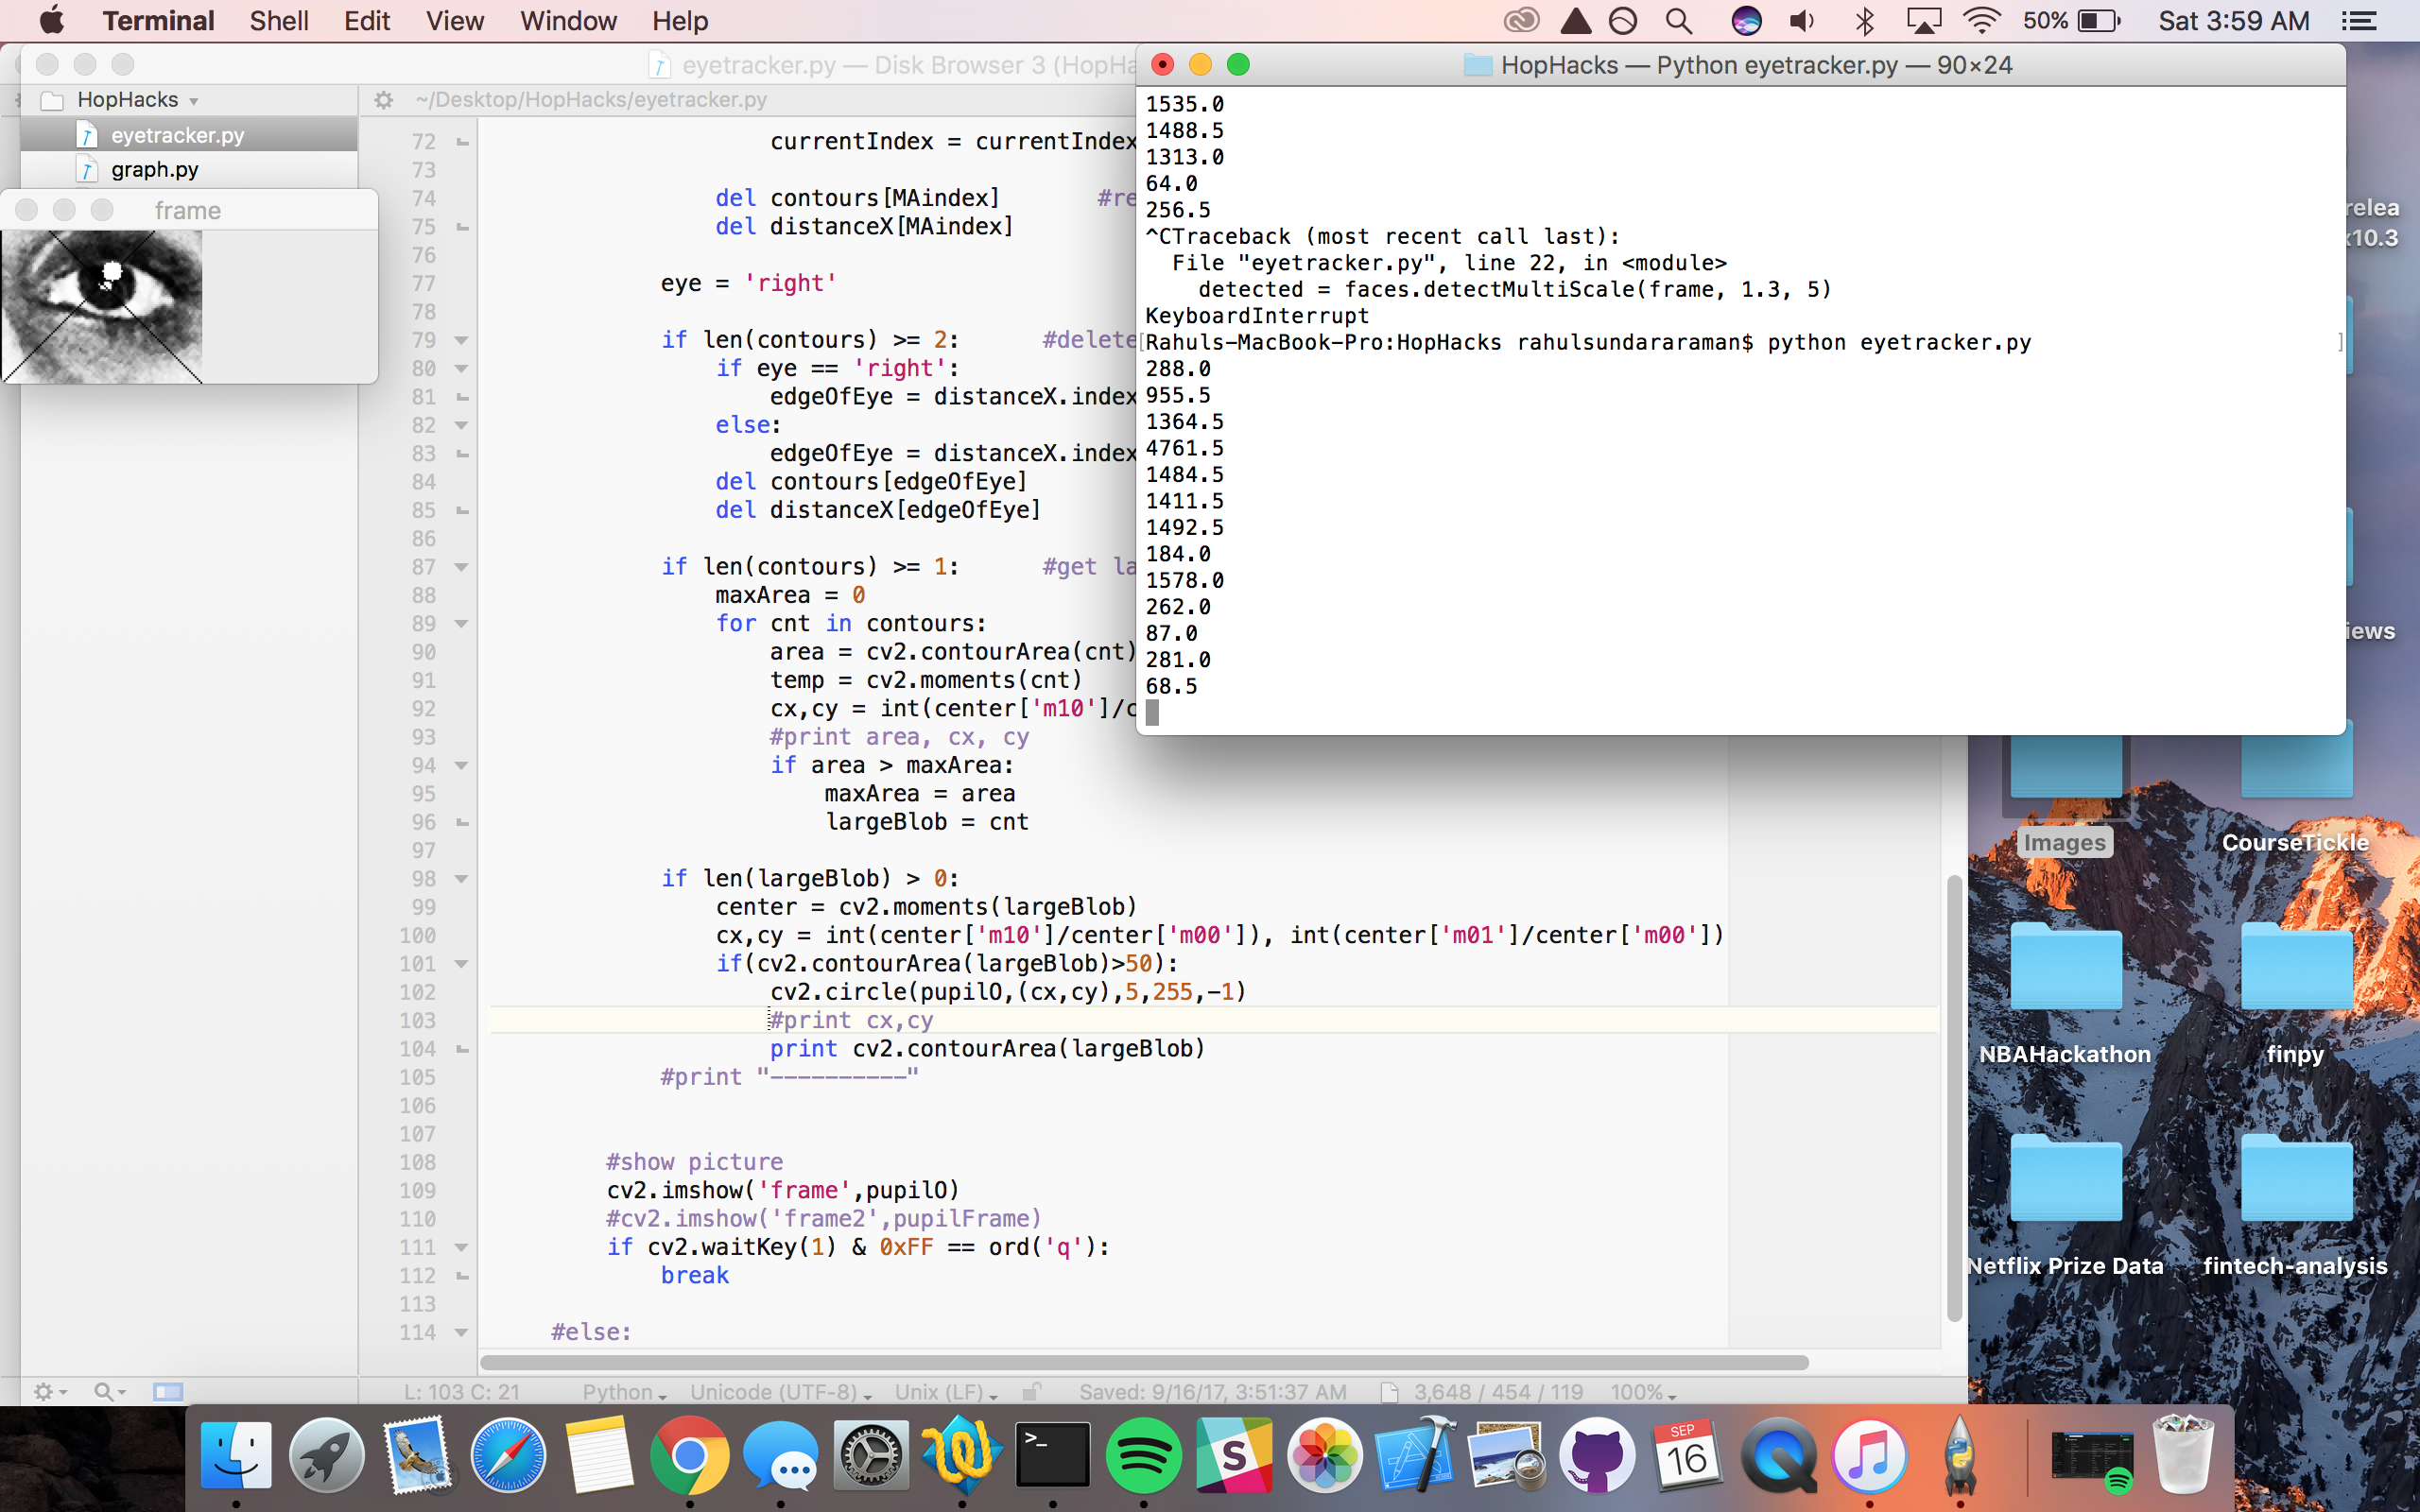 Terminal Shell Edit View Window Help 50% Sat 3:59 AM
eyetracker.py — Disk Browser 3 (HopHa
HopHacks
~/Desktop/HopHacks/eyetracker.py
eyetracker.py
graph.py
frame
72 currentIndex = currentIndex
73
74 del contours[MAindex] #re
75 del distanceX[MAindex]
76
77 eye = 'right'
78
79 if len(contours) >= 2: #delete
80 if eye == 'right':
81 edgeOfEye = distanceX.index
82 else:
83 edgeOfEye = distanceX.index
84 del contours[edgeOfEye]
85 del distanceX[edgeOfEye]
86
87 if len(contours) >= 1: #get la
88 maxArea = 0
89 for cnt in contours:
90 area = cv2.contourArea(cnt)
91 temp = cv2.moments(cnt)
92 cx,cy = int(center['m10']/c
93 #print area, cx, cy
94 if area > maxArea:
95 maxArea = area
96 largeBlob = cnt
97
98 if len(largeBlob) > 0:
99 center = cv2.moments(largeBlob)
100 cx,cy = int(center['m10']/center['m00']), int(center['m01']/center['m00'])
101 if(cv2.contourArea(largeBlob)>50):
102 cv2.circle(pupilO,(cx,cy),5,255,-1)
103 #print cx,cy
104 print cv2.contourArea(largeBlob)
105 #print "----------"
106
107
108 #show picture
109 cv2.imshow('frame',pupilO)
110 #cv2.imshow('frame2',pupilFrame)
111 if cv2.waitKey(1) & 0xFF == ord('q'):
112 break
113
114 #else:
L: 103 C: 21 Python Unicode (UTF-8) Unix (LF) Saved: 9/16/17, 3:51:37 AM 3,648 / 454 / 119 100%
HopHacks — Python eyetracker.py — 90×24
1535.0
1488.5
1313.0
64.0
256.5
^CTraceback (most recent call last):
File "eyetracker.py", line 22, in <module>
detected = faces.detectMultiScale(frame, 1.3, 5)
KeyboardInterrupt
[Rahuls-MacBook-Pro:HopHacks rahulsundararaman$ python eyetracker.py ]
288.0
955.5
1364.5
4761.5
1484.5
1411.5
1492.5
184.0
1578.0
262.0
87.0
281.0
68.5
relea
x10.3
iews
Images
CourseTickle
NBAHackathon
finpy
Netflix Prize Data
fintech-analysis
>_
S
SEP
16